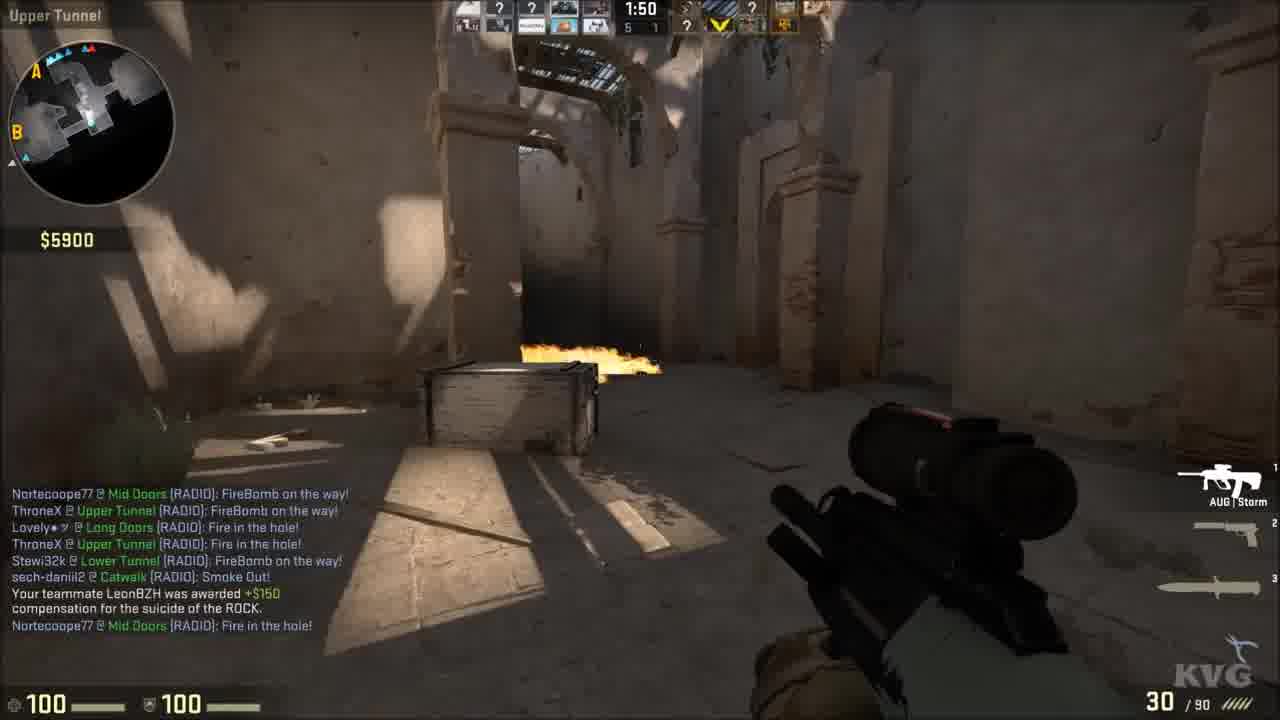 Upper Tunnel
? ? 1:50 ?
5 1 ?
A
B
$5900
Nortecoope77 @ Mid Doors (RADIO): FireBomb on the way!
ThroneX @ Upper Tunnel (RADIO): FireBomb on the way!
Lovely★ツ @ Long Doors (RADIO): Fire in the hole!
ThroneX @ Upper Tunnel (RADIO): Fire in the hole!
Stewi32k @ Lower Tunnel (RADIO): FireBomb on the way!
sech-daniil2 @ Catwalk (RADIO): Smoke Out!
Your teammate LeonBZH was awarded +$150
compensation for the suicide of the ROCK.
Nortecoope77 @ Mid Doors (RADIO): Fire in the hole!
1
AUG | Storm
2
3
KVG
100 100
30 / 90